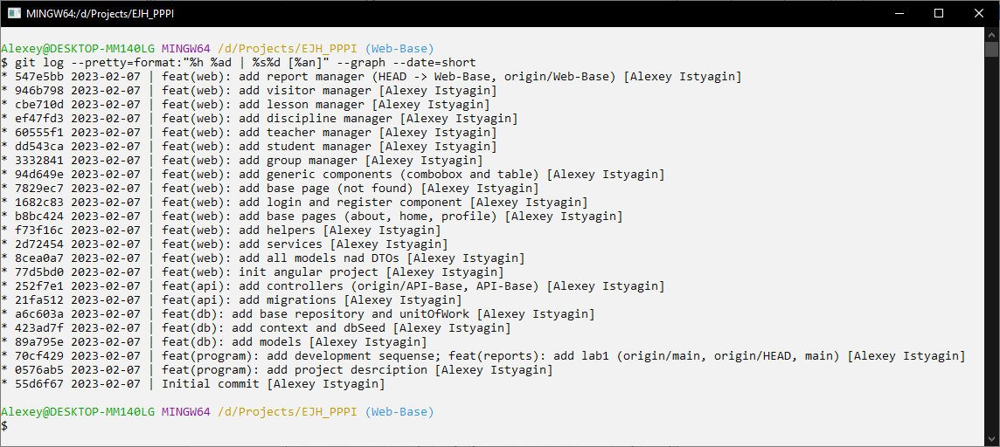 MINGW64:/d/Projects/EJH_PPPI
Alexey@DESKTOP-MM140LG MINGW64 /d/Projects/EJH_PPPI (Web-Base)
$ git log --pretty=format:"%h %ad | %s%d [%an]" --graph --date=short
* 547e5bb 2023-02-07 | feat(web): add report manager (HEAD -> Web-Base, origin/Web-Base) [Alexey Istyagin]
* 946b798 2023-02-07 | feat(web): add visitor manager [Alexey Istyagin]
* cbe710d 2023-02-07 | feat(web): add lesson manager [Alexey Istyagin]
* ef47fd3 2023-02-07 | feat(web): add discipline manager [Alexey Istyagin]
* 60555f1 2023-02-07 | feat(web): add teacher manager [Alexey Istyagin]
* dd543ca 2023-02-07 | feat(web): add student manager [Alexey Istyagin]
* 3332841 2023-02-07 | feat(web): add group manager [Alexey Istyagin]
* 94d649e 2023-02-07 | feat(web): add generic components (combobox and table) [Alexey Istyagin]
* 7829ec7 2023-02-07 | feat(web): add base page (not found) [Alexey Istyagin]
* 1682c83 2023-02-07 | feat(web): add login and register component [Alexey Istyagin]
* b8bc424 2023-02-07 | feat(web): add base pages (about, home, profile) [Alexey Istyagin]
* f73f16c 2023-02-07 | feat(web): add helpers [Alexey Istyagin]
* 2d72454 2023-02-07 | feat(web): add services [Alexey Istyagin]
* 8cea0a7 2023-02-07 | feat(web): add all models nad DTOs [Alexey Istyagin]
* 77d5bd0 2023-02-07 | feat(web): init angular project [Alexey Istyagin]
* 252f7e1 2023-02-07 | feat(api): add controllers (origin/API-Base, API-Base) [Alexey Istyagin]
* 21fa512 2023-02-07 | feat(api): add migrations [Alexey Istyagin]
* a6c603a 2023-02-07 | feat(db): add base repository and unitOfWork [Alexey Istyagin]
* 423ad7f 2023-02-07 | feat(db): add context and dbSeed [Alexey Istyagin]
* 89a795e 2023-02-07 | feat(db): add models [Alexey Istyagin]
* 70cf429 2023-02-07 | feat(program): add development sequense; feat(reports): add lab1 (origin/main, origin/HEAD, main) [Alexey Istyagin]
* 0576ab5 2023-02-07 | feat(program): add project desrciption [Alexey Istyagin]
* 55d6f67 2023-02-07 | Initial commit [Alexey Istyagin]
Alexey@DESKTOP-MM140LG MINGW64 /d/Projects/EJH_PPPI (Web-Base)
$